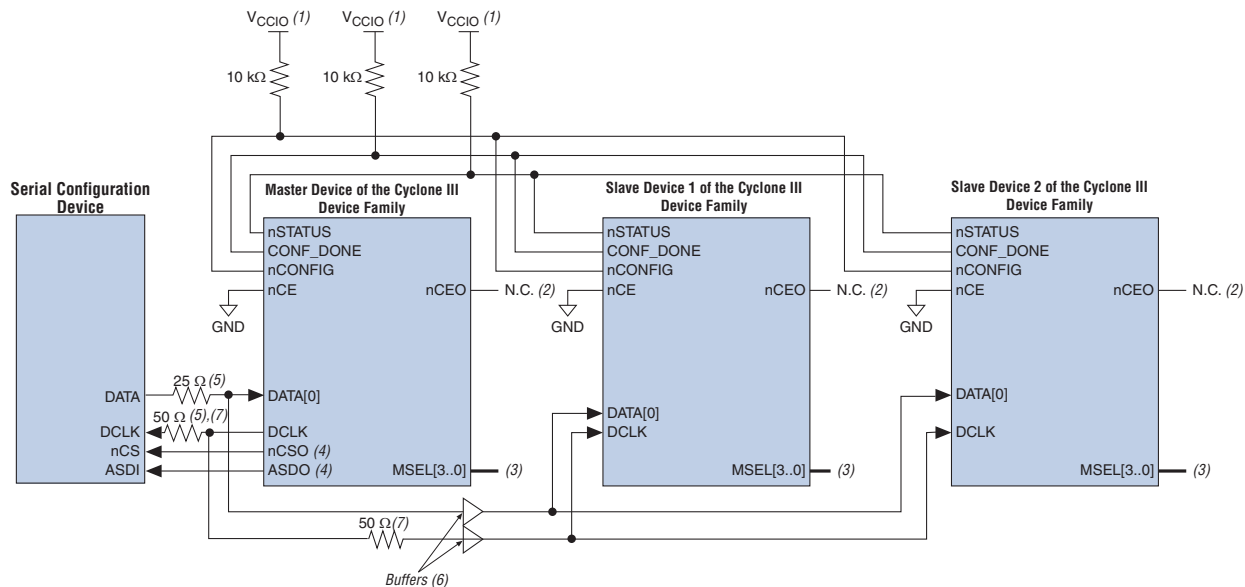 VCCIO (1)
VCCIO (1)
VCCIO (1)
10 kΩ
10 kΩ
10 kΩ
Serial Configuration
Device
DATA
DCLK
nCS
ASDI
25 Ω (5)
50 Ω (5),(7)
Master Device of the Cyclone III
Device Family
nSTATUS
CONF_DONE
nCONFIG
nCE
nCEO
N.C. (2)
GND
DATA[0]
DCLK
nCSO (4)
ASDO (4)
MSEL[3..0]
(3)
Slave Device 1 of the Cyclone III
Device Family
nSTATUS
CONF_DONE
nCONFIG
nCE
nCEO
N.C. (2)
GND
DATA[0]
DCLK
MSEL[3..0]
(3)
Slave Device 2 of the Cyclone III
Device Family
nSTATUS
CONF_DONE
nCONFIG
nCE
nCEO
N.C. (2)
GND
DATA[0]
DCLK
MSEL[3..0]
(3)
50 Ω (7)
Buffers (6)